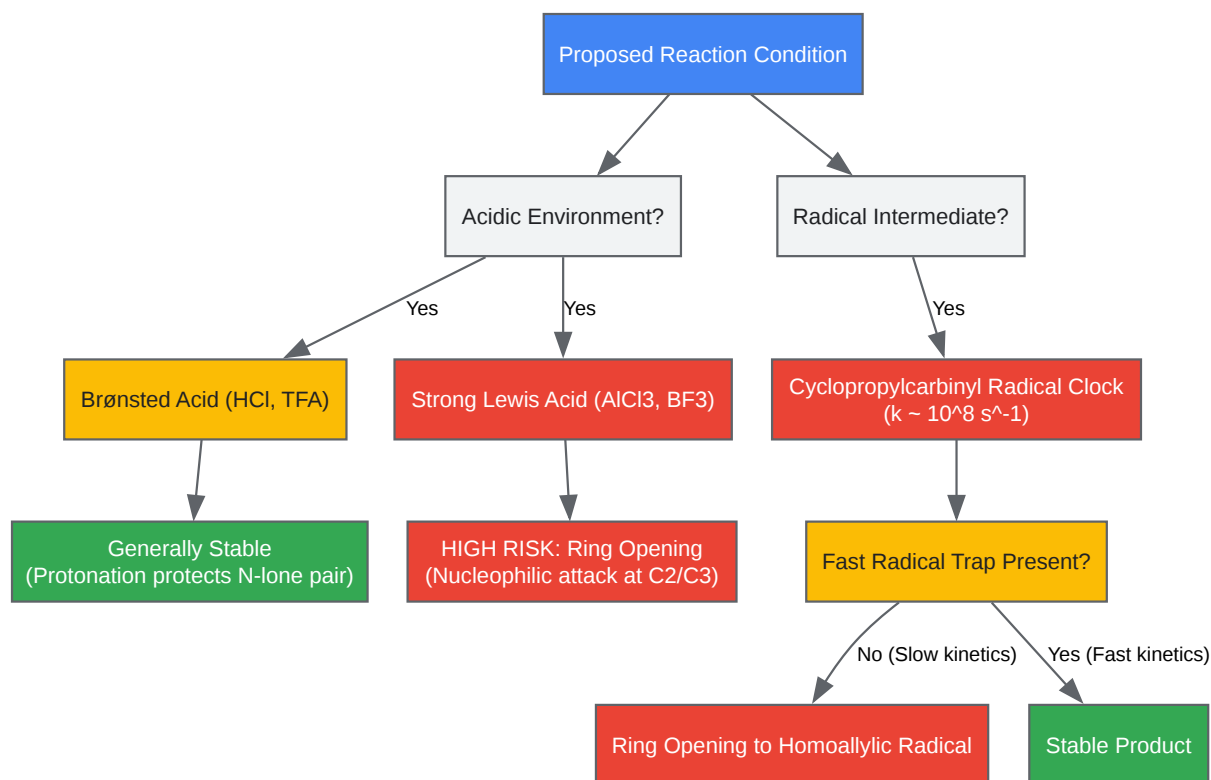 Proposed Reaction Condition
Acidic Environment?
Radical Intermediate?
Yes
Yes
Yes
Brønsted Acid (HCl, TFA)
Strong Lewis Acid (AlCl3, BF3)
Cyclopropylcarbinyl Radical Clock
(k ~ 10^8 s^-1)
Generally Stable
(Protonation protects N-lone pair)
HIGH RISK: Ring Opening
(Nucleophilic attack at C2/C3)
Fast Radical Trap Present?
No (Slow kinetics)
Yes (Fast kinetics)
Ring Opening to Homoallylic Radical
Stable Product